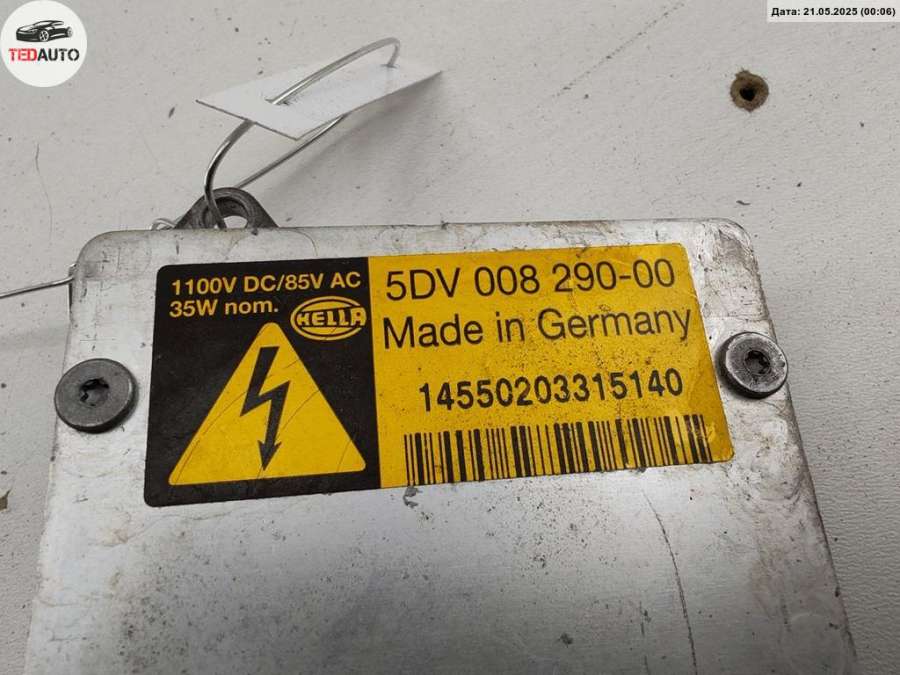 Дата: 21.05.2025 (00:06)
TEDAUTO
1100V DC/85V AC
35W nom.
HELLA
5DV 008 290-00
Made in Germany
14550203315140